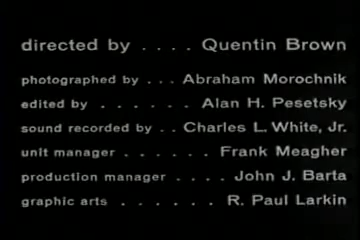 directed by .... Quentin Brown
photographed by ... Abraham Morochnik
edited by ...... Alan H. Pesetsky
sound recorded by .. Charles L. White, Jr.
unit manager ...... Frank Meagher
production manager .... John J. Barta
graphic arts ...... R. Paul Larkin